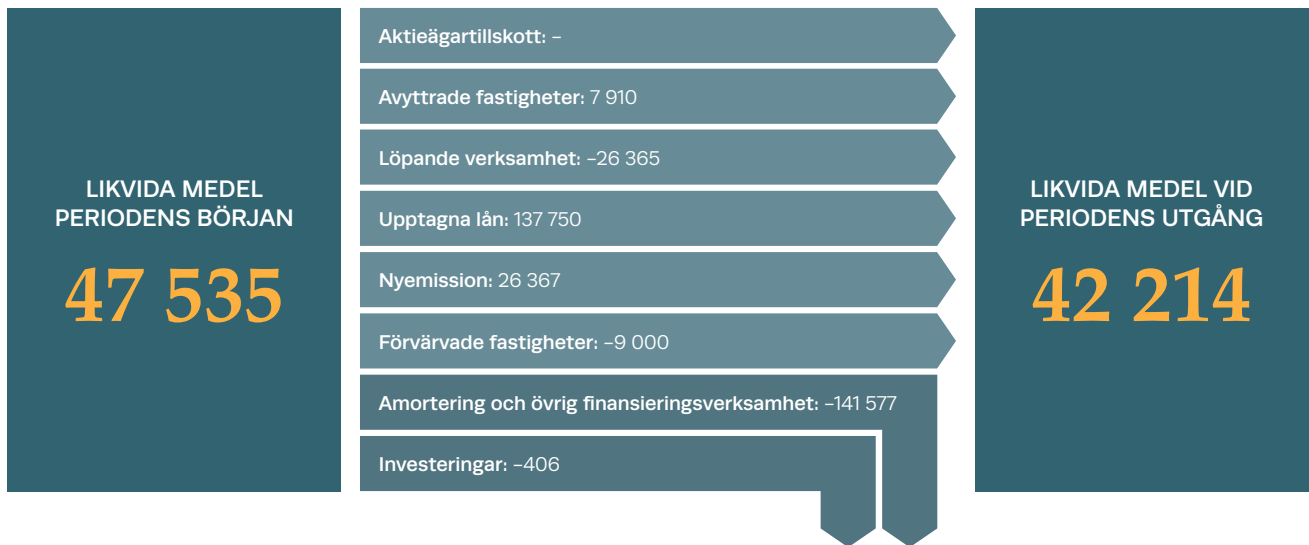 LIKVIDA MEDEL
PERIODENS BÖRJAN
47 535
Aktieägartillskott: –
Avyttrade fastigheter: 7 910
Löpande verksamhet: –26 365
Upptagna lån: 137 750
Nyemission: 26 367
Förvärvade fastigheter: –9 000
Amortering och övrig finansieringsverksamhet: –141 577
Investeringar: –406
LIKVIDA MEDEL VID
PERIODENS UTGÅNG
42 214